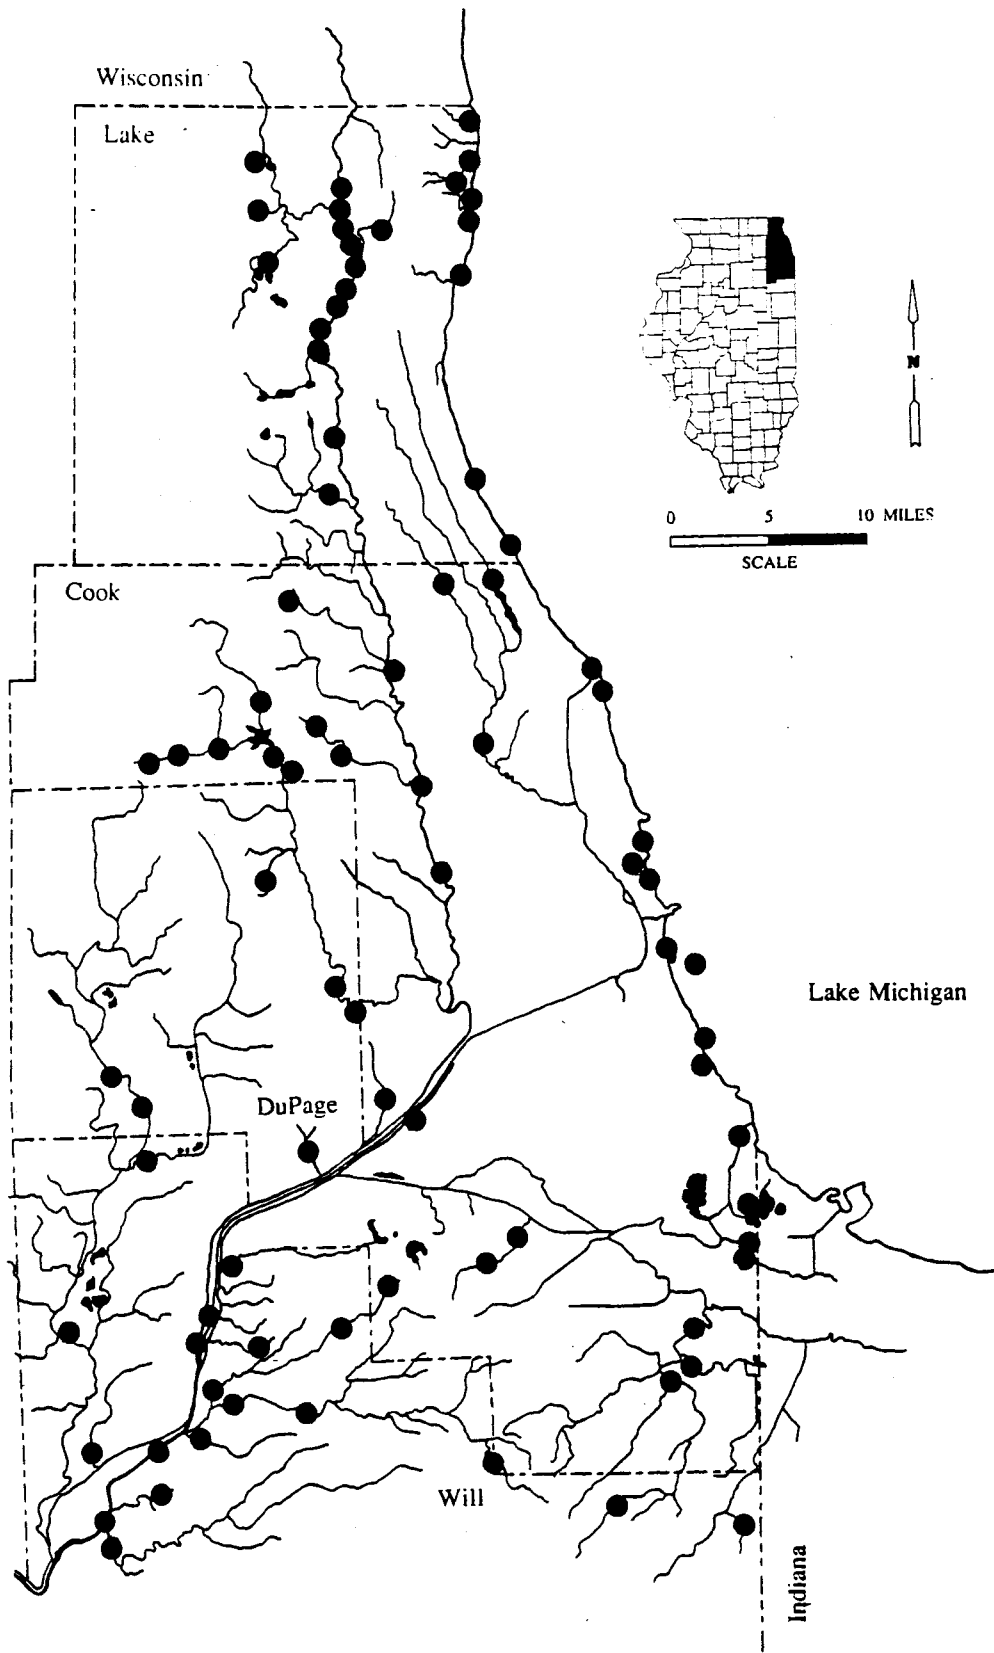 Wisconsin
Lake
N
0 5 10 MILES
SCALE
Cook
Lake Michigan
DuPage
Will
Indiana